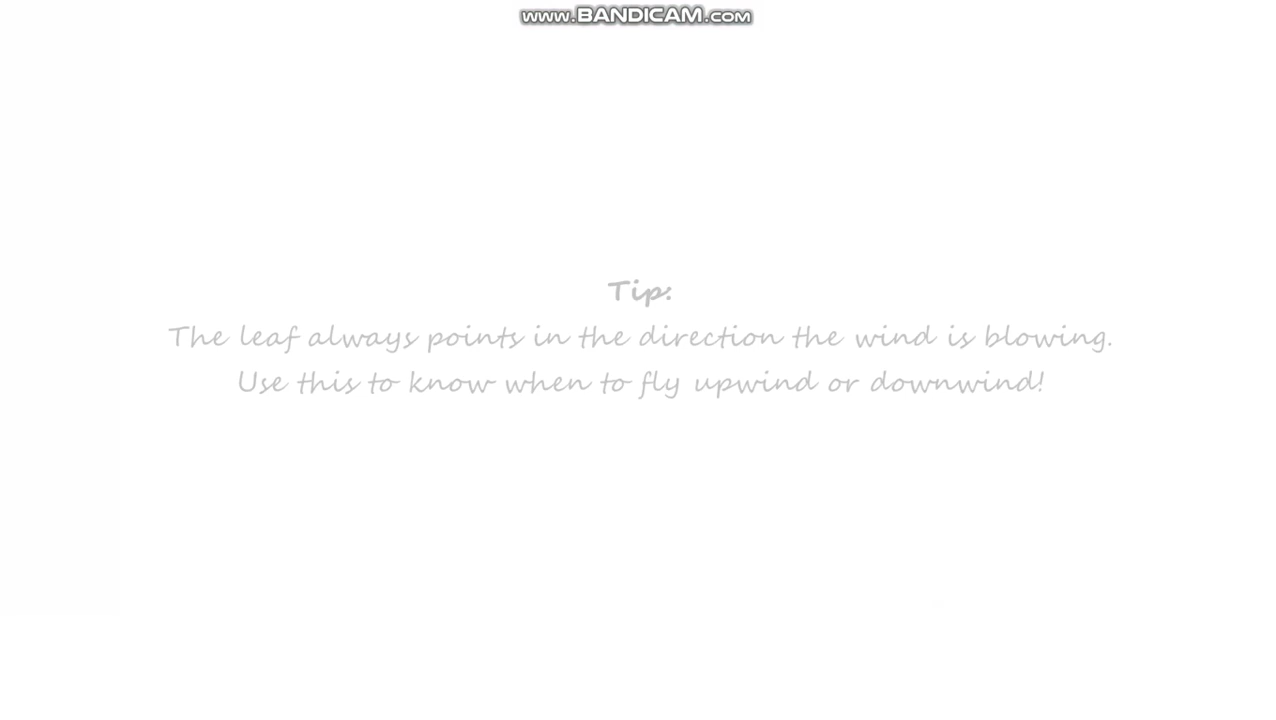 www.BANDICAM.com
Tip:
The leaf always points in the direction the wind is blowing.
Use this to know when to fly upwind or downwind!